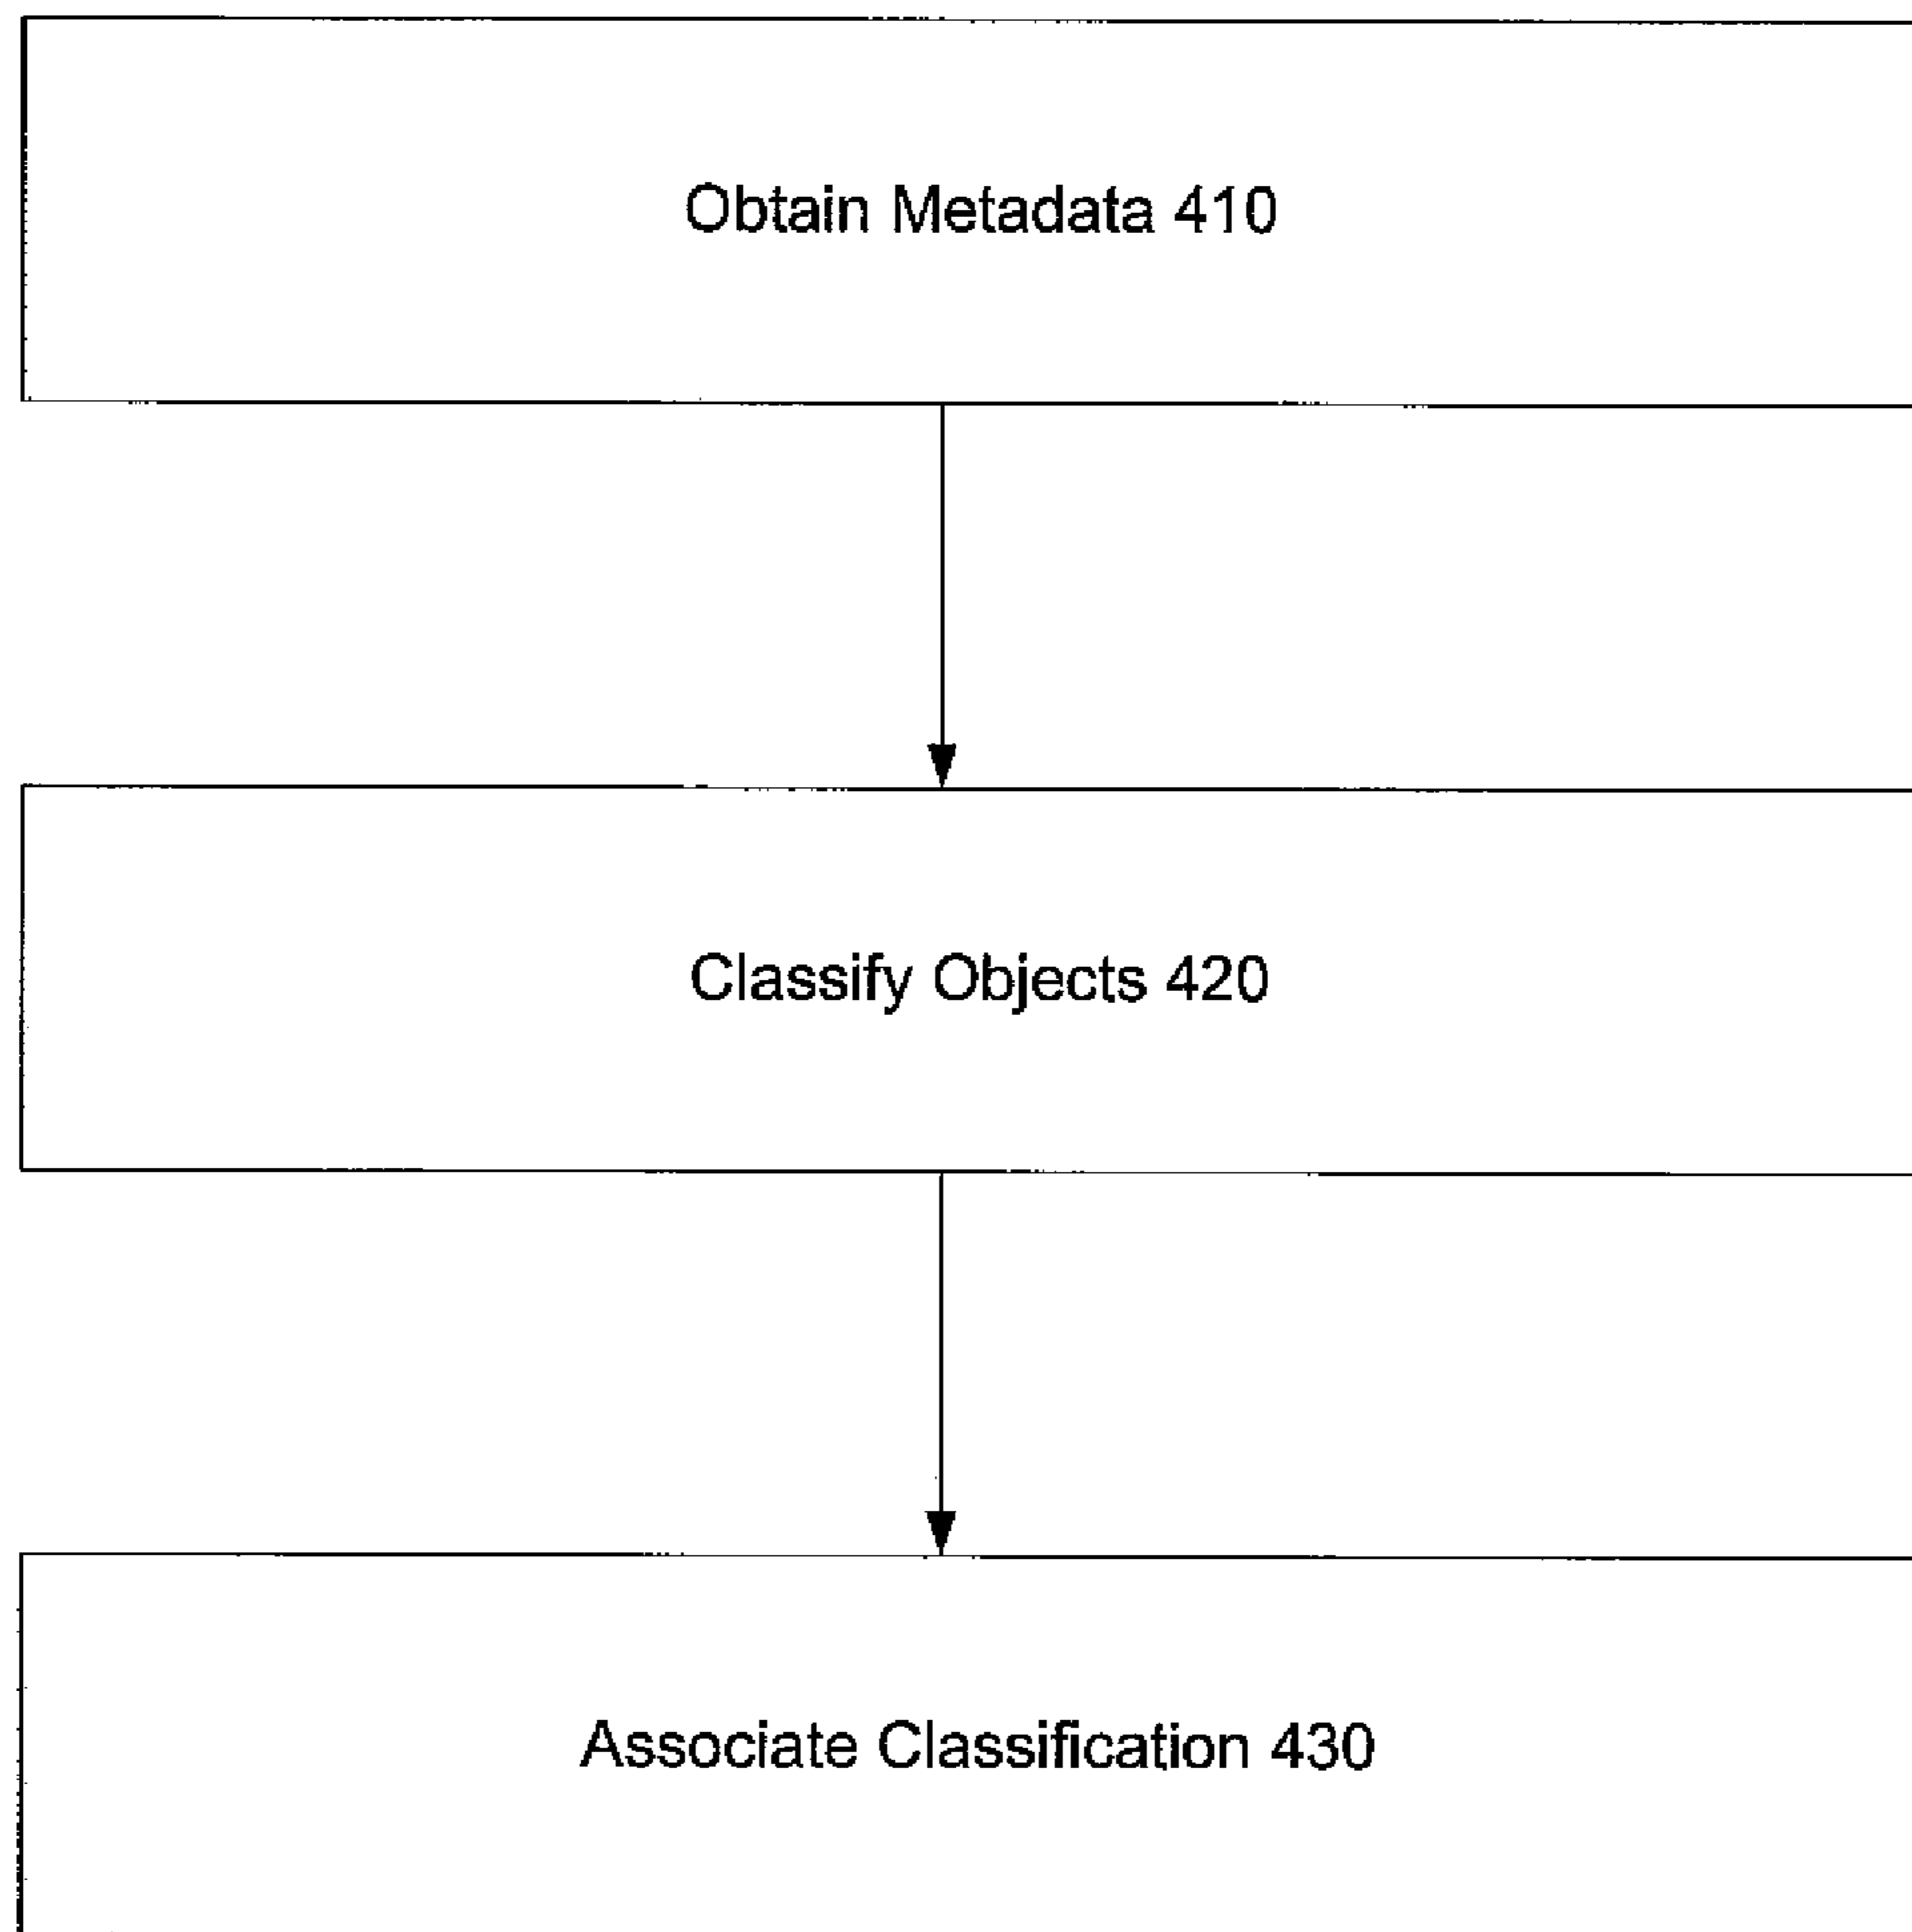 Obtain Metadata 410
Classify Objects 420
Associate Classification 430